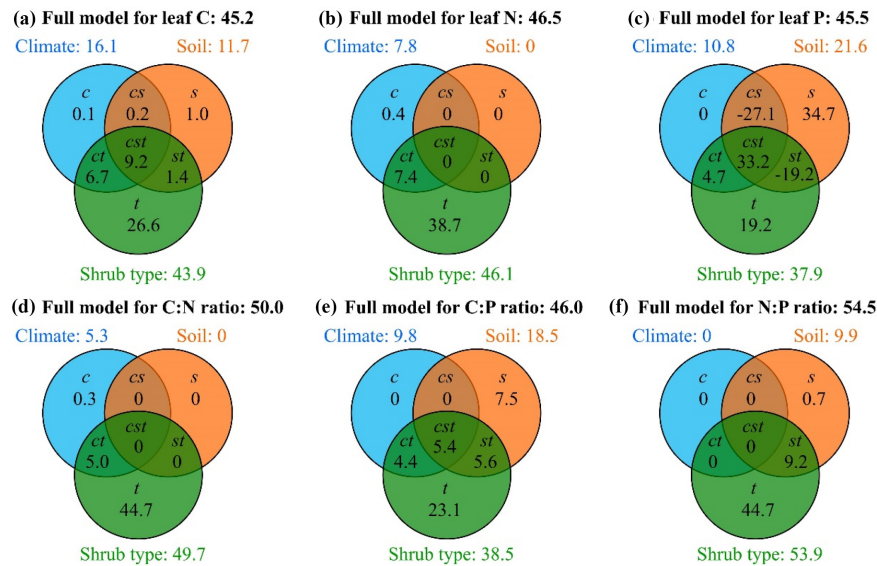 (a) Full model for leaf C: 45.2
Climate: 16.1 Soil: 11.7
c cs s
0.1 0.2 1.0
cst
ct 9.2 st
6.7 1.4
t
26.6
Shrub type: 43.9
(b) Full model for leaf N: 46.5
Climate: 7.8 Soil: 0
c cs s
0.4 0 0
cst
ct 0 st
7.4 0
t
38.7
Shrub type: 46.1
(c) Full model for leaf P: 45.5
Climate: 10.8 Soil: 21.6
c cs s
0 -27.1 34.7
cst
ct 33.2 st
4.7 -19.2
t
19.2
Shrub type: 37.9
(d) Full model for C:N ratio: 50.0
Climate: 5.3 Soil: 0
c cs s
0.3 0 0
cst
ct 0 st
5.0 0
t
44.7
Shrub type: 49.7
(e) Full model for C:P ratio: 46.0
Climate: 9.8 Soil: 18.5
c cs s
0 0 7.5
cst
ct 5.4 st
4.4 5.6
t
23.1
Shrub type: 38.5
(f) Full model for N:P ratio: 54.5
Climate: 0 Soil: 9.9
c cs s
0 0 0.7
cst
ct 0 st
0 9.2
t
44.7
Shrub type: 53.9